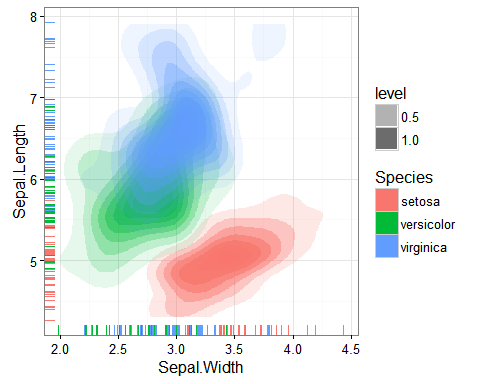 8
7
6
5
Sepal.Length
2.0 2.5 3.0 3.5 4.0 4.5
Sepal.Width
level
0.5
1.0
Species
setosa
versicolor
virginica